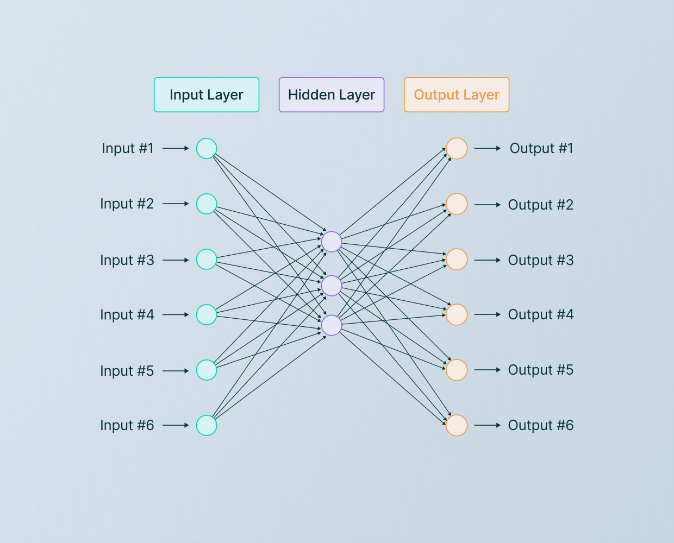 Input Layer
Hidden Layer
Output Layer
Input #1
Output #1
Input #2
Output #2
Input #3
Output #3
Input #4
Output #4
Input #5
Output #5
Input #6
Output #6